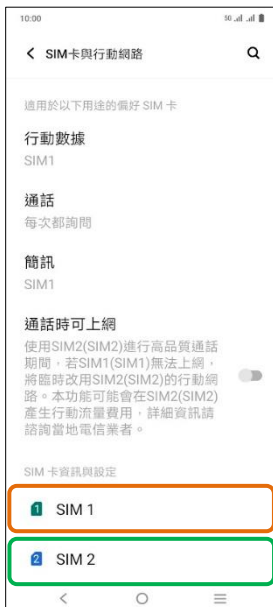 10:00
5G
SIM卡與行動網路
適用於以下用途的偏好 SIM 卡
行動數據
SIM1
通話
每次都詢問
簡訊
SIM1
通話時可上網
使用SIM2(SIM2)進行高品質通話
期間，若SIM1(SIM1)無法上網，
將臨時改用SIM2(SIM2)的行動網
路。本功能可能會在SIM2(SIM2)
產生行動流量費用，詳細資訊請
諮詢當地電信業者。
SIM 卡資訊與設定
1 SIM 1
2 SIM 2